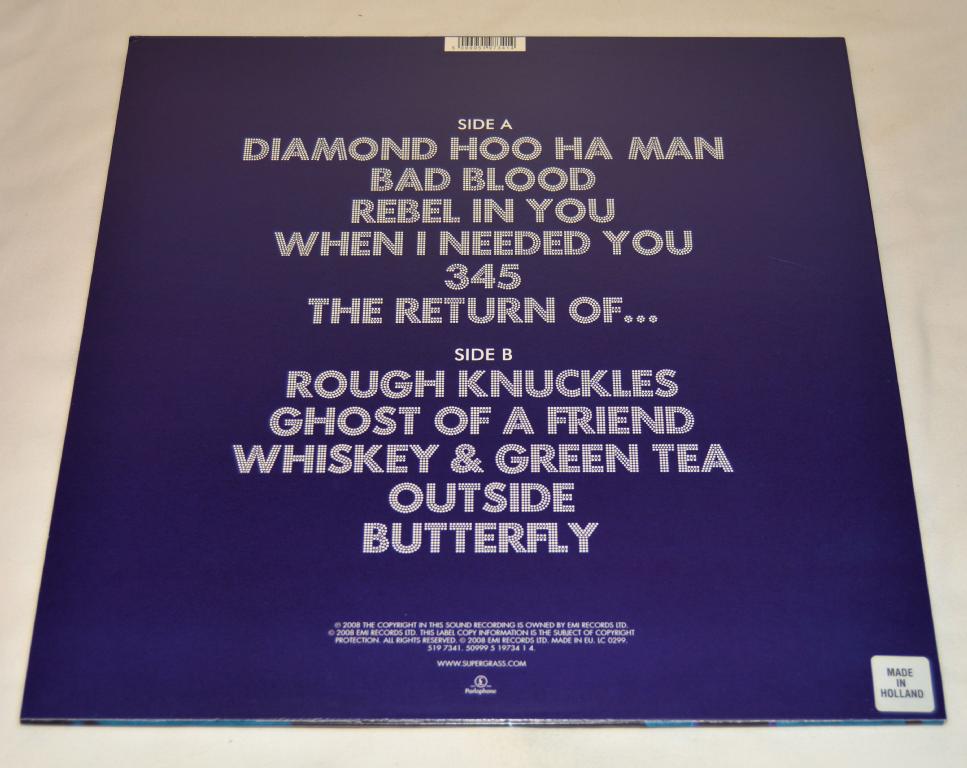 SIDE A
DIAMOND HOO HA MAN
BAD BLOOD
REBEL IN YOU
WHEN I NEEDED YOU
345
THE RETURN OF...
SIDE B
ROUGH KNUCKLES
GHOST OF A FRIEND
WHISKEY & GREEN TEA
OUTSIDE
BUTTERFLY
℗ 2008 THE COPYRIGHT IN THIS SOUND RECORDING IS OWNED BY EMI RECORDS LTD.
© 2008 EMI RECORDS LTD. THIS LABEL COPY INFORMATION IS THE SUBJECT OF COPYRIGHT
PROTECTION. ALL RIGHTS RESERVED. © 2008 EMI RECORDS LTD. MADE IN EU. LC 0299.
519 7341. 50999 5 19734 1 4.
WWW.SUPERGRASS.COM
£
Parlophone
MADE
IN
HOLLAND